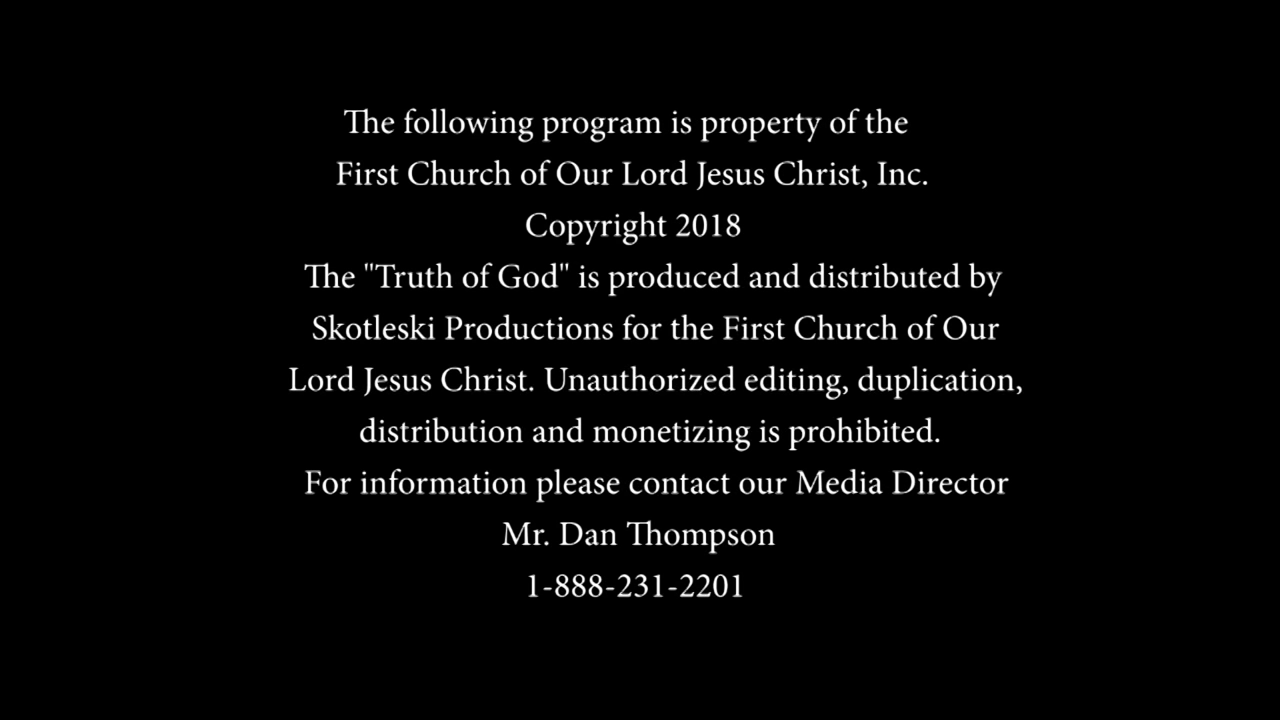 The following program is property of the
First Church of Our Lord Jesus Christ, Inc.
Copyright 2018
The "Truth of God" is produced and distributed by
Skotleski Productions for the First Church of Our
Lord Jesus Christ. Unauthorized editing, duplication,
distribution and monetizing is prohibited.
For information please contact our Media Director
Mr. Dan Thompson
1-888-231-2201